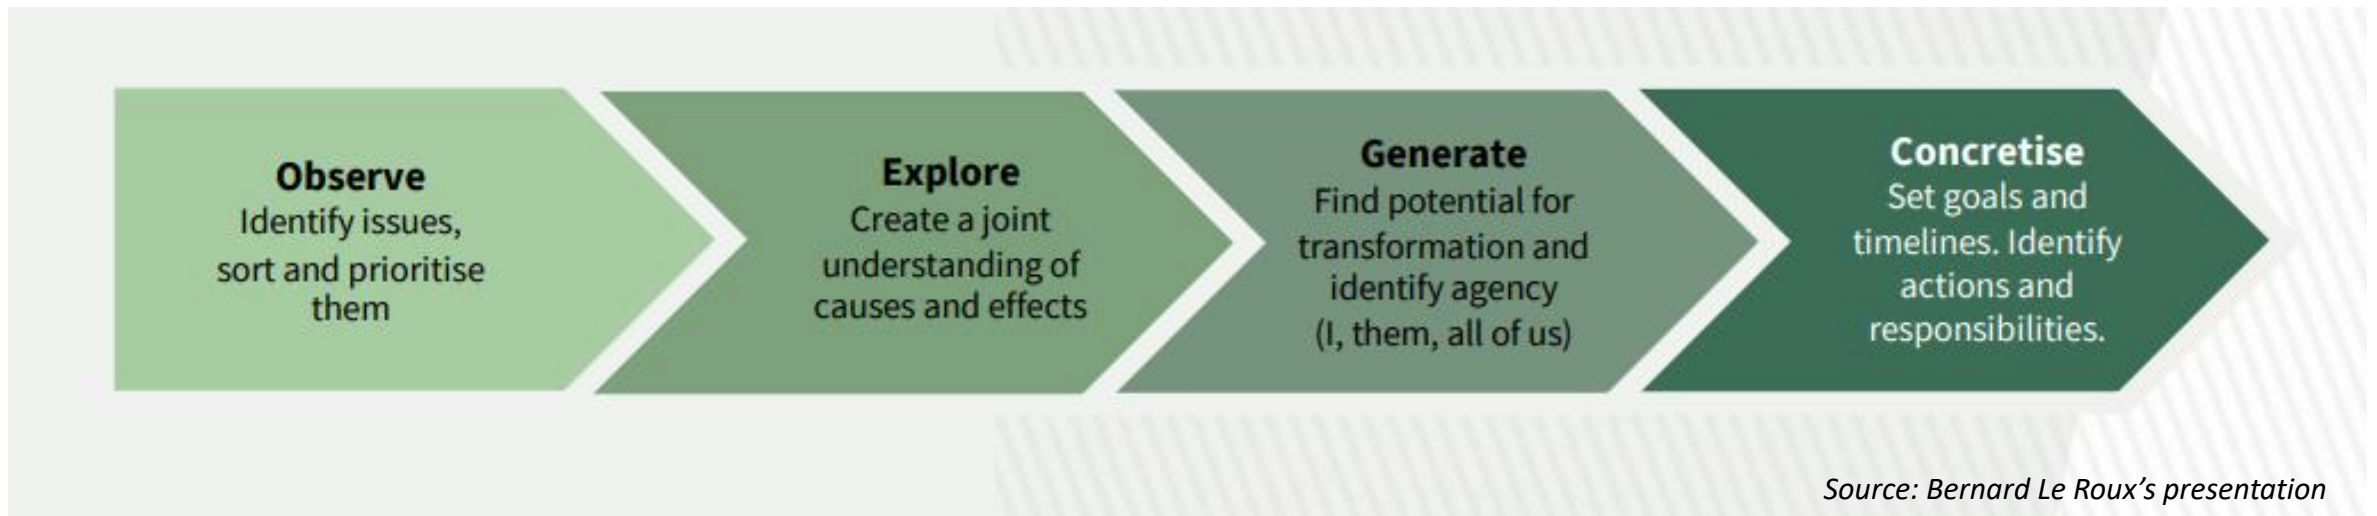 Observe
Identify issues,
sort and prioritise
them
Explore
Create a joint
understanding of
causes and effects
Generate
Find potential for
transformation and
identify agency
(I, them, all of us)
Concretise
Set goals and
timelines. Identify
actions and
responsibilities.
Source: Bernard Le Roux’s presentation